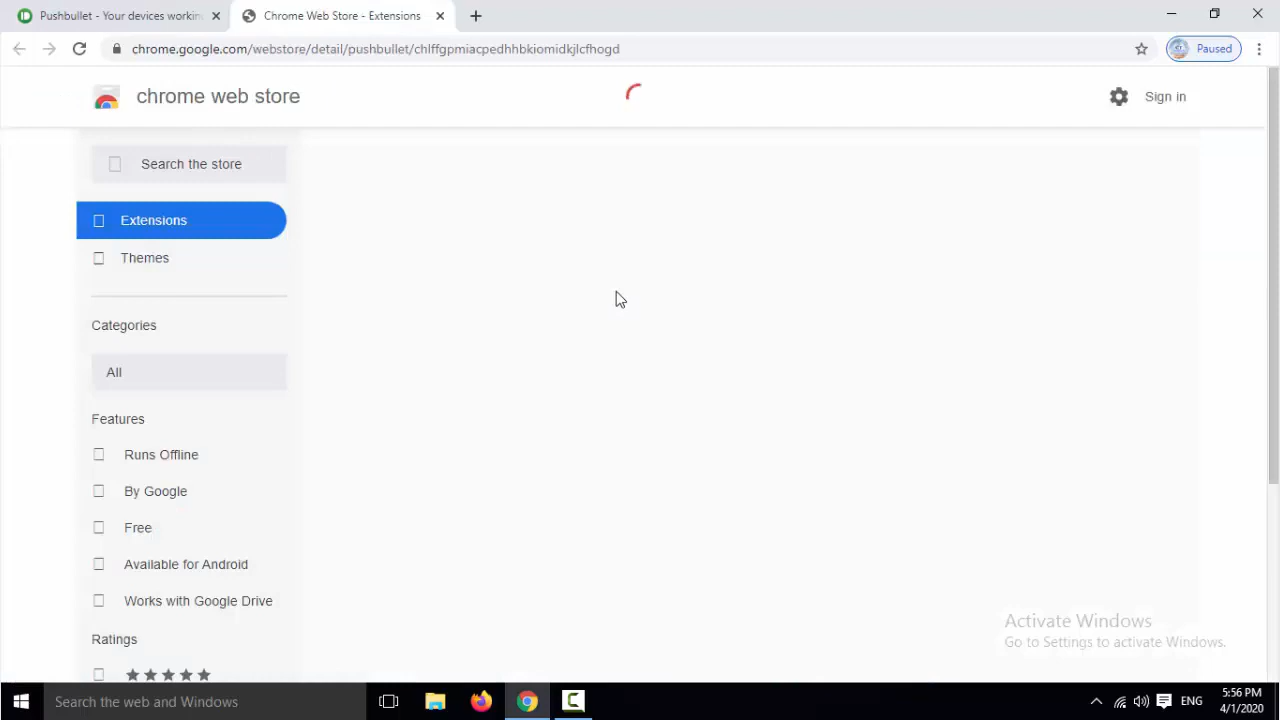 Pushbullet - Your devices workin
Chrome Web Store - Extensions
chrome.google.com/webstore/detail/pushbullet/chlffgpmiacpedhhbkiomidkjlcfhogd
Paused
chrome web store
Sign in
Search the store
Extensions
Themes
Categories
All
Features
Runs Offline
By Google
Free
Available for Android
Works with Google Drive
Ratings
Activate Windows
Go to Settings to activate Windows.
Search the web and Windows
ENG
5:56 PM
4/1/2020